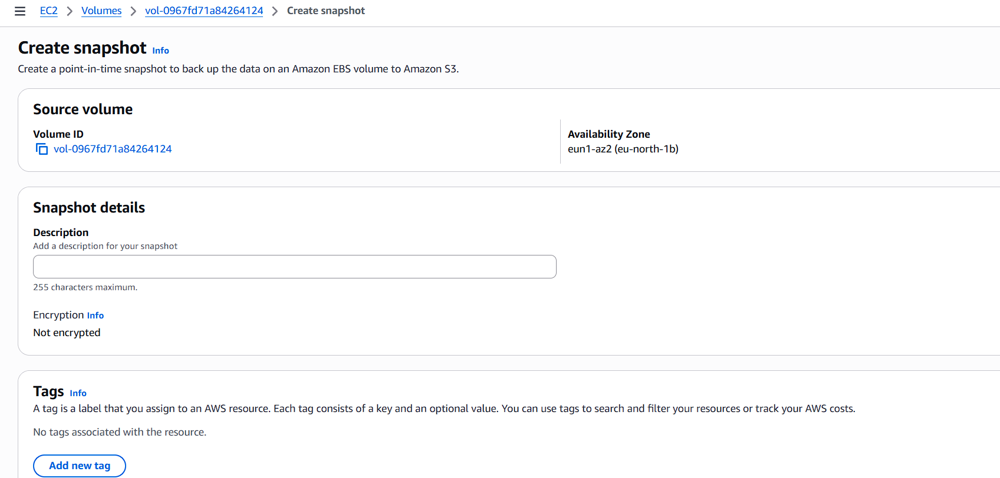 EC2 > Volumes > vol-0967fd71a84264124 > Create snapshot
Create snapshot Info
Create a point-in-time snapshot to back up the data on an Amazon EBS volume to Amazon S3.
Source volume
Volume ID
vol-0967fd71a84264124
Availability Zone
eun1-az2 (eu-north-1b)
Snapshot details
Description
Add a description for your snapshot
255 characters maximum.
Encryption Info
Not encrypted
Tags Info
A tag is a label that you assign to an AWS resource. Each tag consists of a key and an optional value. You can use tags to search and filter your resources or track your AWS costs.
No tags associated with the resource.
Add new tag